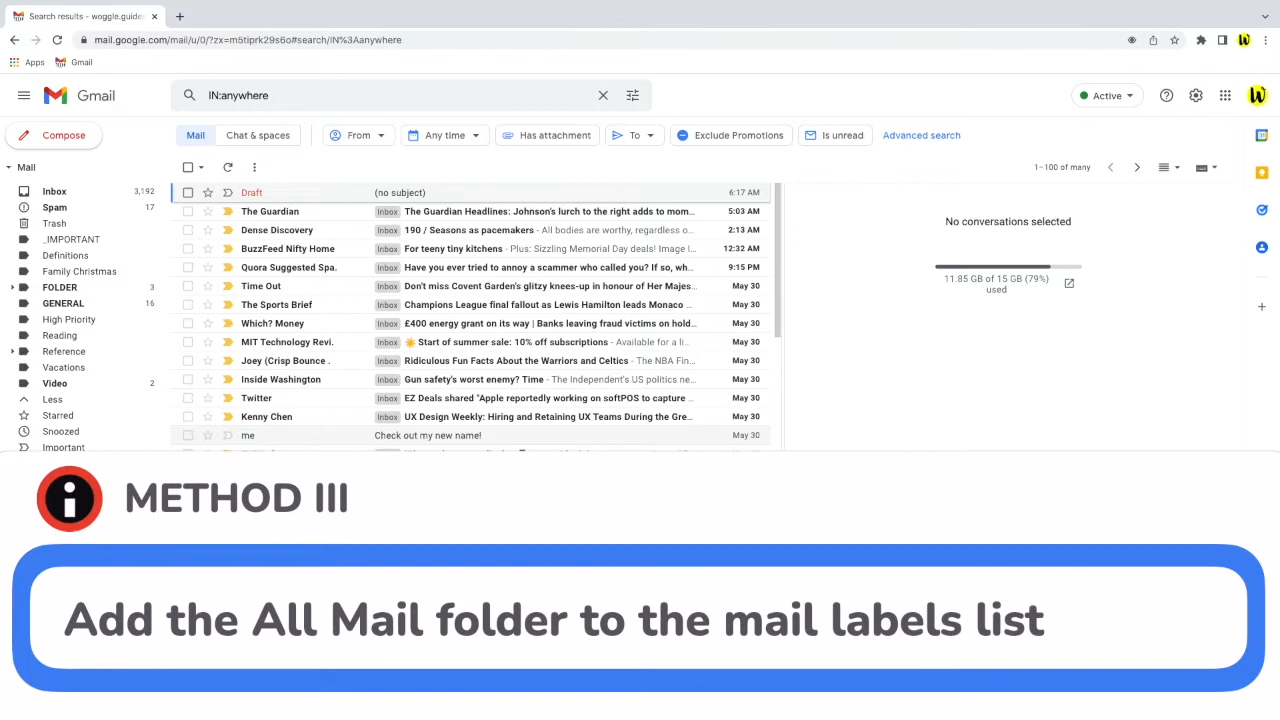 Search results - woggle.guides
mail.google.com/mail/u/0/?zx=m5tiprk29s6o#search/IN%3Aanywhere
Apps Gmail
Gmail IN:anywhere Active
Compose Mail Chat & spaces From Any time Has attachment To Exclude Promotions Is unread Advanced search
Mail 1–100 of many
Inbox 3,192
Spam 17
Trash
_IMPORTANT
Definitions
Family Christmas
FOLDER 3
GENERAL 16
High Priority
Reading
Reference
Vacations
Video 2
Less
Starred
Snoozed
Important
Draft (no subject) 6:17 AM
The Guardian Inbox The Guardian Headlines: Johnson's lurch to the right adds to mom... 5:03 AM
Dense Discovery Inbox 190 / Seasons as pacemakers - All bodies are worthy, regardless o... 2:13 AM
BuzzFeed Nifty Home Inbox For teeny tiny kitchens - Plus: Sizzling Memorial Day deals! Image I... 12:32 AM
Quora Suggested Spa. Inbox Have you ever tried to annoy a scammer who called you? If so, wh... 9:15 PM
Time Out Inbox Don't miss Covent Garden's glitzy knees-up in honour of Her Majes... May 30
The Sports Brief Inbox Champions League final fallout as Lewis Hamilton leads Monaco ... May 30
Which? Money Inbox £400 energy grant on its way | Banks leaving fraud victims on hold... May 30
MIT Technology Revi. Inbox ☀️ Start of summer sale: 10% off subscriptions - Available for a li... May 30
Joey (Crisp Bounce . Inbox Ridiculous Fun Facts About the Warriors and Celtics - The NBA Fin... May 30
Inside Washington Inbox Gun safety's worst enemy? Time - The Independent's US politics ne... May 30
Twitter Inbox EZ Deals shared "Apple reportedly working on softPOS to capture ... May 30
Kenny Chen Inbox UX Design Weekly: Hiring and Retaining UX Teams During the Gre... May 30
me Check out my new name! May 30
No conversations selected
11.85 GB of 15 GB (79%)
used
METHOD III
Add the All Mail folder to the mail labels list